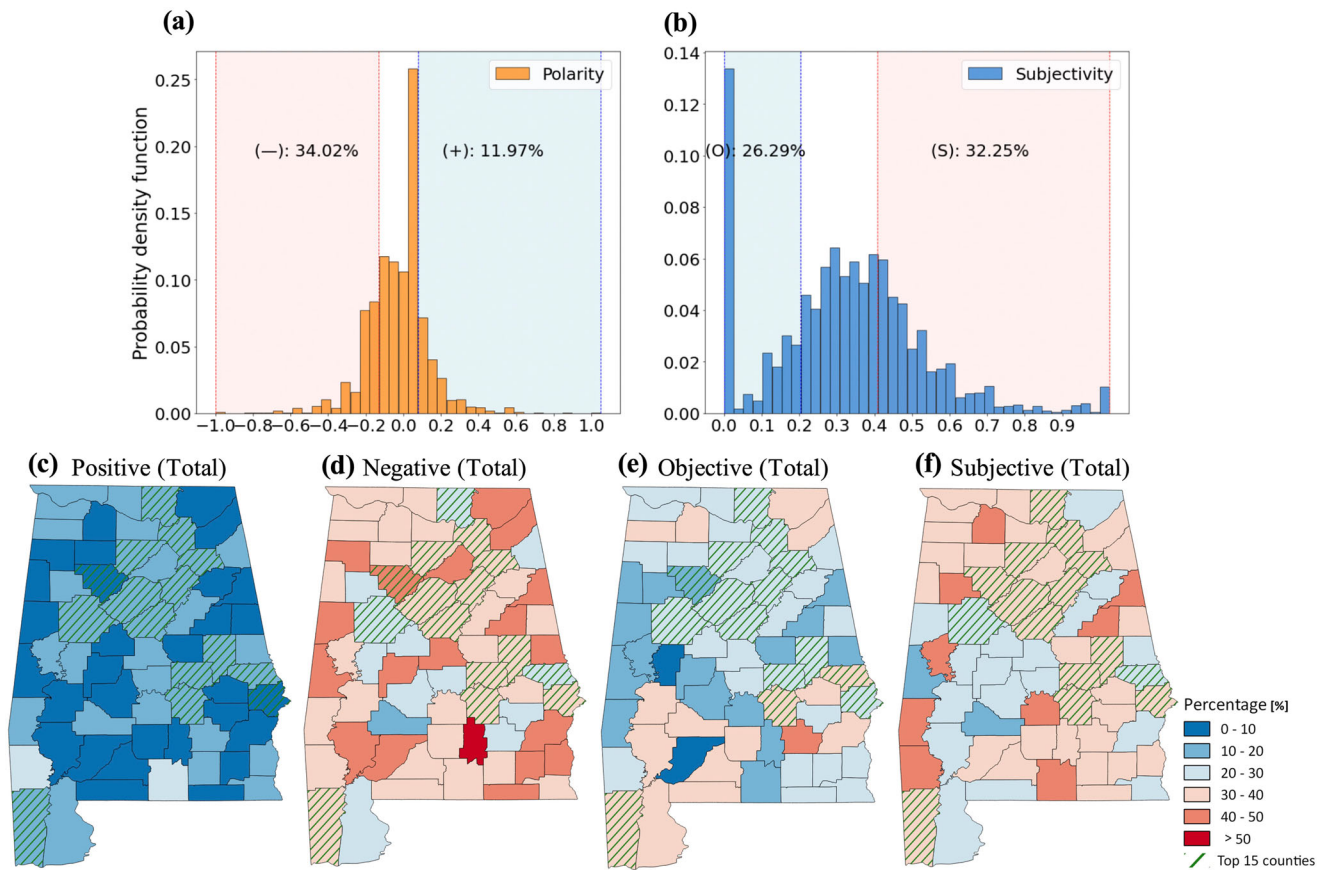 (a)
(b)
Probability density function
0.25
0.20
0.15
0.10
0.05
0.00
Polarity
(—): 34.02%
(+): 11.97%
−1.0−0.8−0.6−0.4−0.2 0.0 0.2 0.4 0.6 0.8 1.0
0.14
0.12
0.10
0.08
0.06
0.04
0.02
0.00
Subjectivity
(O): 26.29%
(S): 32.25%
0.0 0.1 0.2 0.3 0.4 0.5 0.6 0.7 0.8 0.9
(c) Positive (Total)
(d) Negative (Total)
(e) Objective (Total)
(f) Subjective (Total)
Percentage [%]
0 - 10
10 - 20
20 - 30
30 - 40
40 - 50
> 50
Top 15 counties